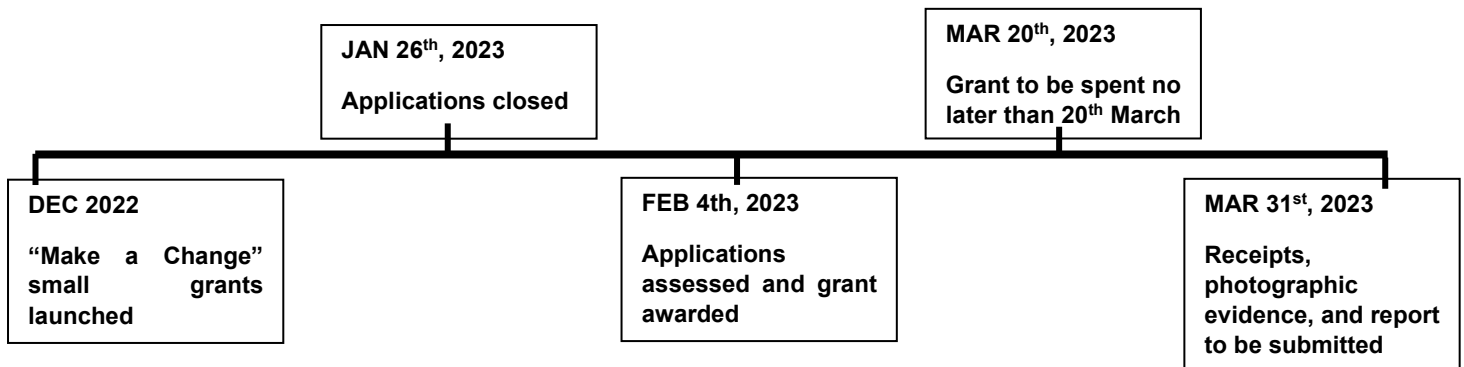 JAN 26th, 2023
Applications closed
MAR 20th, 2023
Grant to be spent no
later than 20th March
DEC 2022
“Make a Change”
small grants
launched
FEB 4th, 2023
Applications
assessed and grant
awarded
MAR 31st, 2023
Receipts,
photographic
evidence, and report
to be submitted